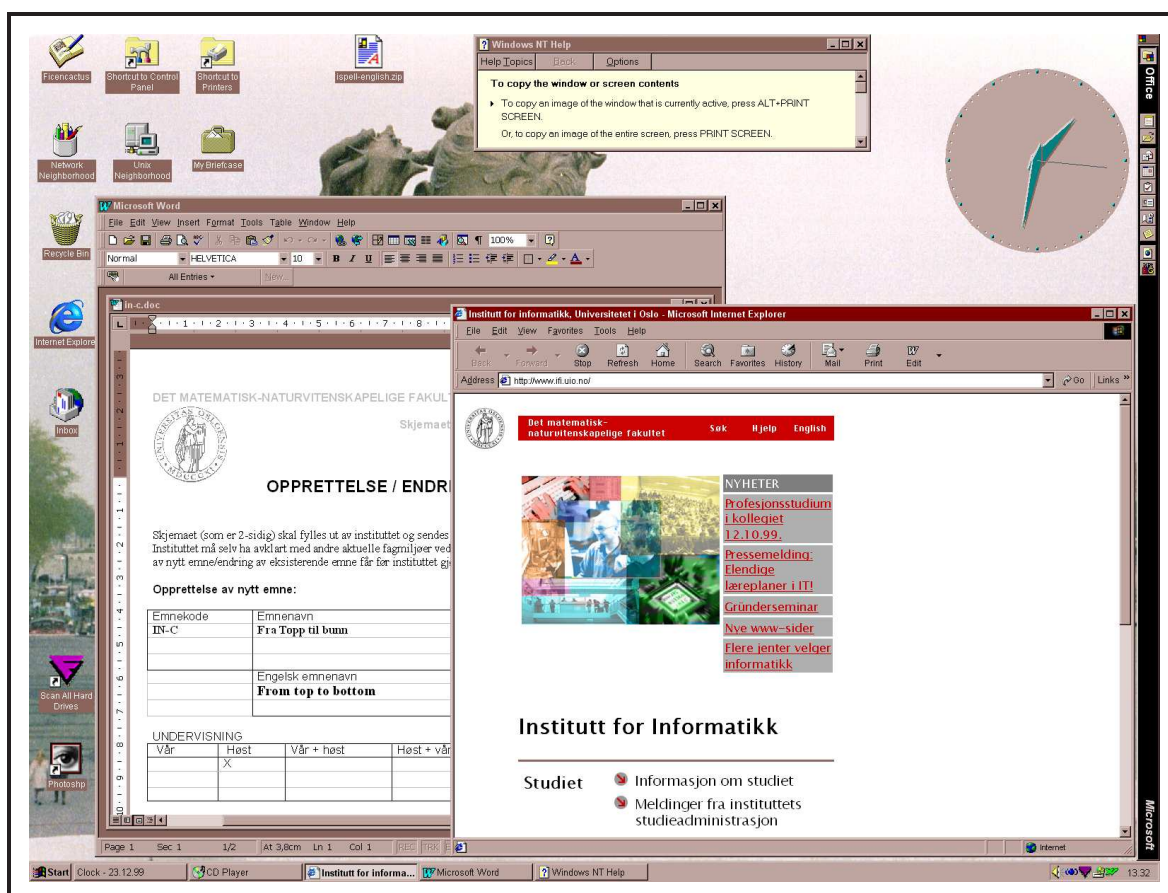 Ficencactus
Shortcut to Control
Panel
Shortcut to
Printers
ispell-english.zip
Network
Neighborhood
Unix
Neighborhood
My Briefcase
Recycle Bin
Internet Explore
Inbox
Scan All Hard
Drives
Photoshp
Windows NT Help
Help Topics Back Options
To copy the window or screen contents
To copy an image of the window that is currently active, press ALT+PRINT
SCREEN.
Or, to copy an image of the entire screen, press PRINT SCREEN.
Office
Microsoft
Microsoft Word
File Edit View Insert Format Tools Table Window Help
100%
Normal HELVETICA 10 B I U
All Entries New...
in-c.doc
DET MATEMATISK-NATURVITENSKAPELIGE FAKUL
Skjemaet
UNIVERSITAS OSLOENSIS
MDCCCXI
OPPRETTELSE / ENDRI
Skjemaet (som er 2-sidig) skal fylles ut av instituttet og sendes
Instituttet må selv ha avklart med andre aktuelle fagmiljøer ved
av nytt emne/endring av eksisterende emne får før instituttet gj
Opprettelse av nytt emne:
Emnekode Emnenavn
IN-C Fra Topp til bunn
Engelsk emnenavn
From top to bottom
UNDERVISNING
Vår Høst Vår + høst Høst + vår
X
Page 1 Sec 1 1/2 At 3,8cm Ln 1 Col 1 REC TRK
Institutt for informatikk, Universitetet i Oslo - Microsoft Internet Explorer
File Edit View Favorites Tools Help
Back Forward Stop Refresh Home Search Favorites History Mail Print Edit
Address http://www.ifi.uio.no/ Go Links »
Det matematisk-
naturvitenskapelige fakultet Søk Hjelp English
NYHETER
Profesjonsstudium
i kollegiet
12.10.99.
Pressemelding:
Elendige
læreplaner i IT!
Gründerseminar
Nye www-sider
Flere jenter velger
informatikk
Institutt for Informatikk
Studiet Informasjon om studiet
Meldinger fra instituttets
studieadministrasjon
Internet
Start Clock - 23.12.99 CD Player Institutt for informa... Microsoft Word Windows NT Help 13:32